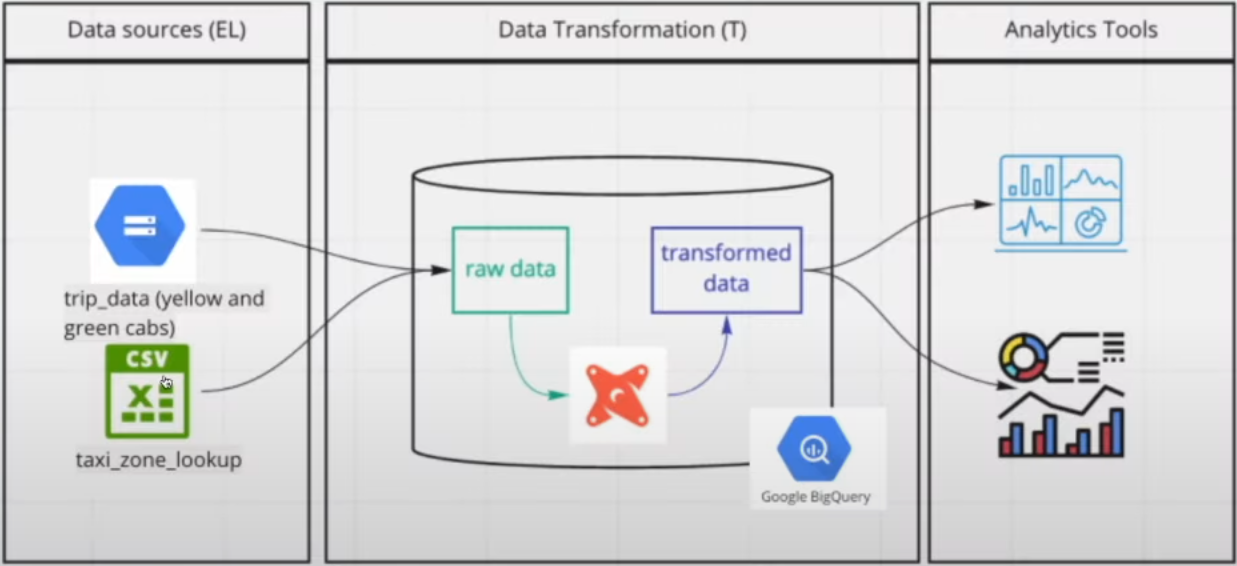 Data sources (EL)
Data Transformation (T)
Analytics Tools
trip_data (yellow and
green cabs)
CSV
X
taxi_zone_lookup
raw data
transformed
data
Google BigQuery